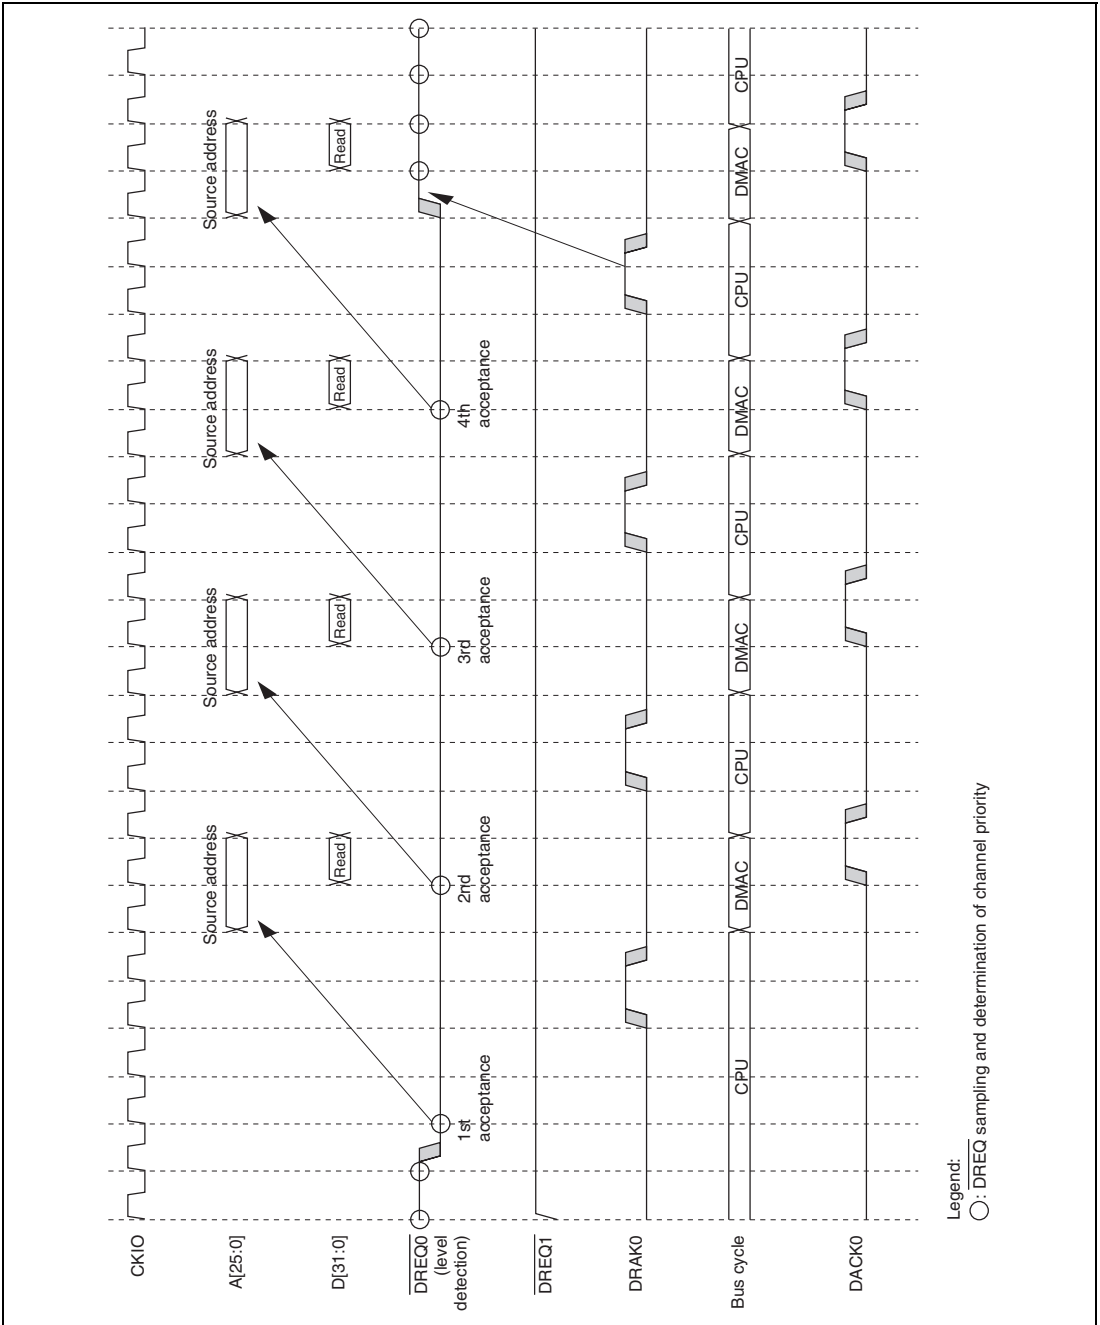 CKIO
Source address
Source address
Source address
Source address
A[25:0]
Read
Read
Read
Read
D[31:0]
DREQ0
(level
detection)
1st
acceptance
2nd
acceptance
3rd
acceptance
4th
acceptance
DREQ1
DRAK0
Bus cycle
CPU
DMAC
CPU
DMAC
CPU
DMAC
CPU
DMAC
CPU
DACK0
Legend:
○: DREQ sampling and determination of channel priority